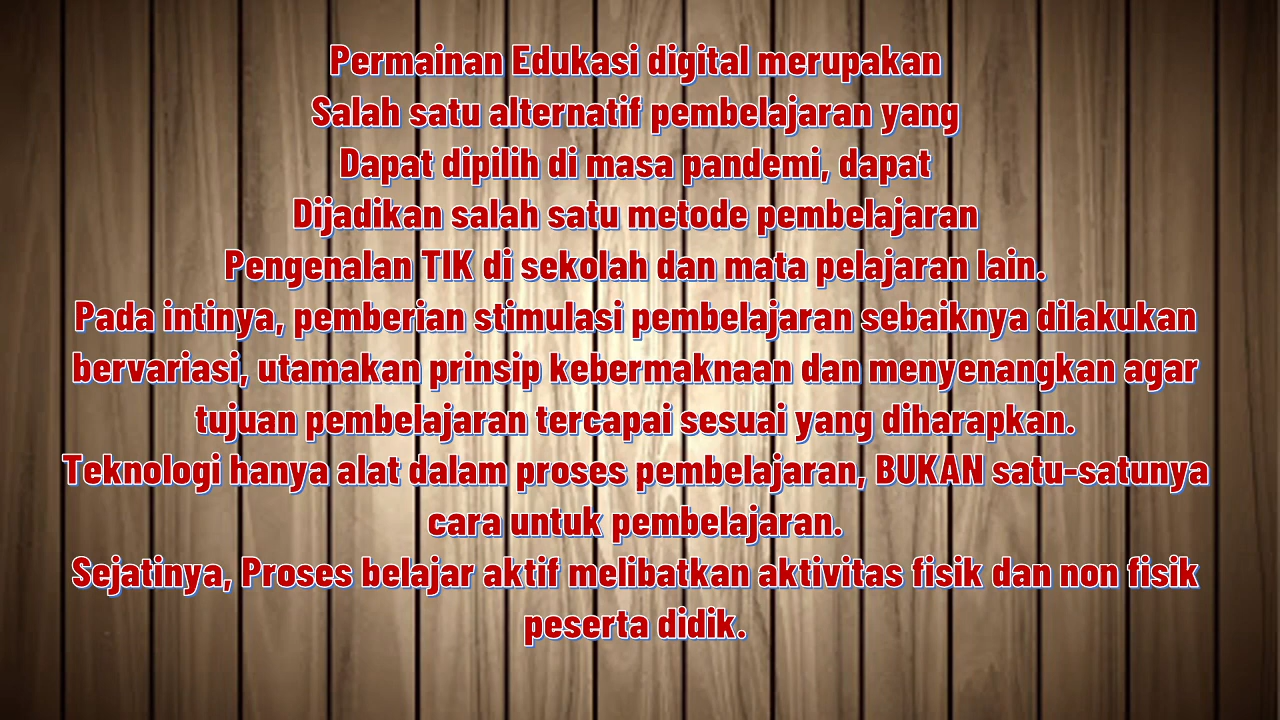 Permainan Edukasi digital merupakan
Salah satu alternatif pembelajaran yang
Dapat dipilih di masa pandemi, dapat
Dijadikan salah satu metode pembelajaran
Pengenalan TIK di sekolah dan mata pelajaran lain.
Pada intinya, pemberian stimulasi pembelajaran sebaiknya dilakukan
bervariasi, utamakan prinsip kebermaknaan dan menyenangkan agar
tujuan pembelajaran tercapai sesuai yang diharapkan.
Teknologi hanya alat dalam proses pembelajaran, BUKAN satu-satunya
cara untuk pembelajaran.
Sejatinya, Proses belajar aktif melibatkan aktivitas fisik dan non fisik
peserta didik.